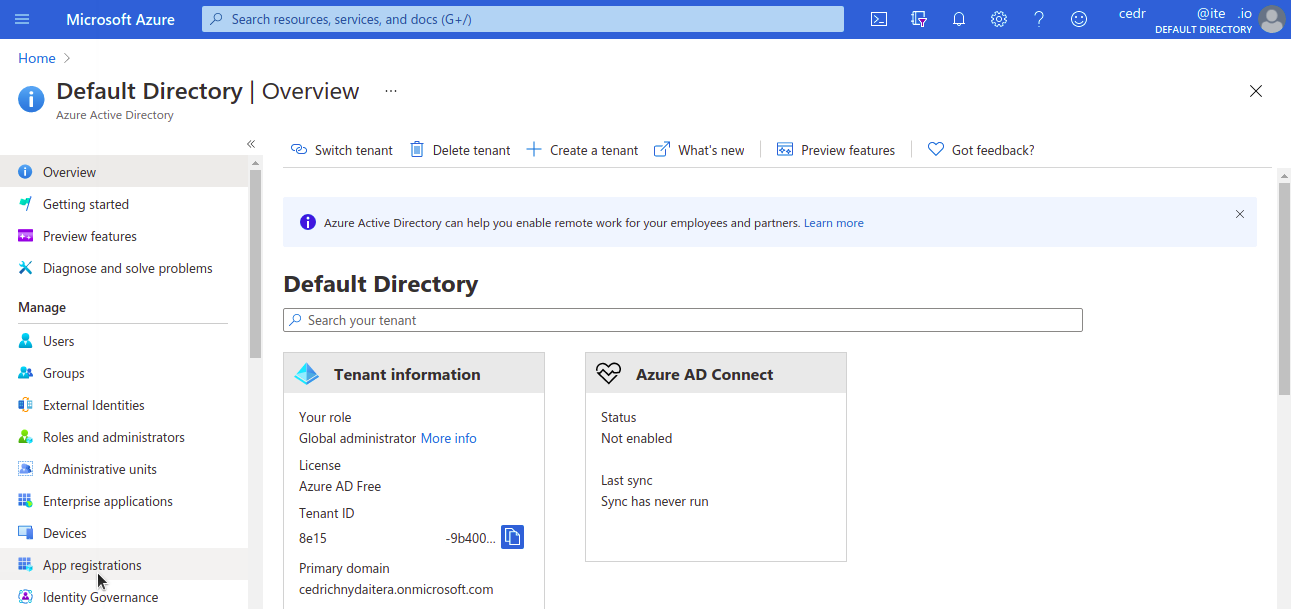 Microsoft Azure
Search resources, services, and docs (G+/)
cedr @ite .io
DEFAULT DIRECTORY
Home
Default Directory | Overview ...
Azure Active Directory
Switch tenant Delete tenant Create a tenant What's new Preview features Got feedback?
Overview
Getting started
Preview features
Diagnose and solve problems
Manage
Users
Groups
External Identities
Roles and administrators
Administrative units
Enterprise applications
Devices
App registrations
Identity Governance
Azure Active Directory can help you enable remote work for your employees and partners. Learn more
Default Directory
Search your tenant
Tenant information
Your role
Global administrator More info
License
Azure AD Free
Tenant ID
8e15 -9b400...
Primary domain
cedrichnydaitera.onmicrosoft.com
Azure AD Connect
Status
Not enabled
Last sync
Sync has never run